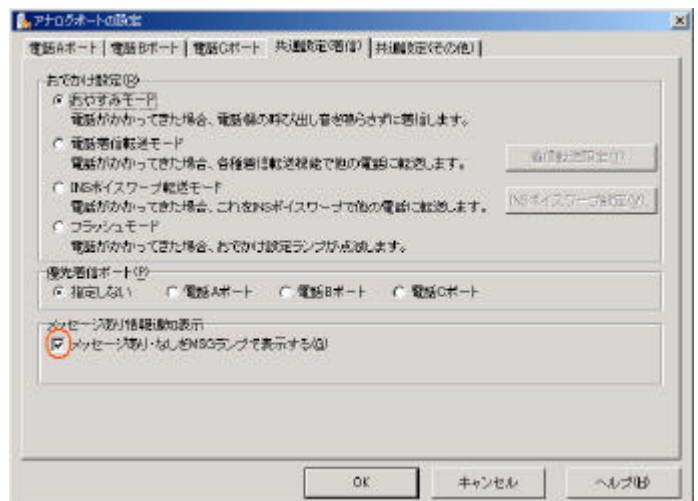 アナログポートの設定
電話Aポート 電話Bポート 電話Cポート 共通設定(着信) 共通設定(その他)
おでかけ設定(R)
おやすみモード
電話がかかってきた場合、電話機の呼び出し音を鳴らさずに着信します。
電話着信転送モード
電話がかかってきた場合、各種着信転送機能で他の電話に転送します。
着信転送設定(T)
INSボイスワープ転送モード
電話がかかってきた場合、これをINSボイスワープで他の電話に転送します。
INSボイスワープ設定(V)
フラッシュモード
電話がかかってきた場合、おでかけ設定ランプが点滅します。
優先着信ポート(P)
指定しない 電話Aポート 電話Bポート 電話Cポート
メッセージあり情報通知表示
メッセージあり・なしをMSGランプで表示する(G)
OK キャンセル ヘルプ(H)